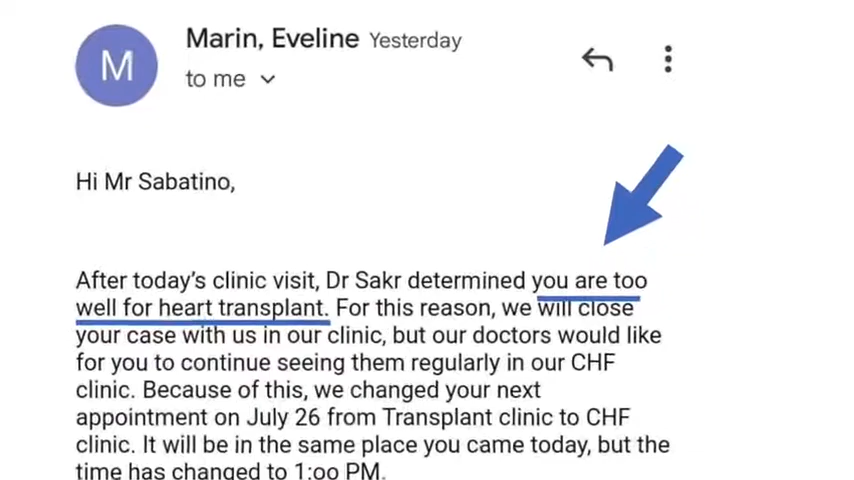 M
Marin, Eveline Yesterday
to me
Hi Mr Sabatino,
After today's clinic visit, Dr Sakr determined you are too
well for heart transplant. For this reason, we will close
your case with us in our clinic, but our doctors would like
for you to continue seeing them regularly in our CHF
clinic. Because of this, we changed your next
appointment on July 26 from Transplant clinic to CHF
clinic. It will be in the same place you came today, but the
time has changed to 1:oo PM.